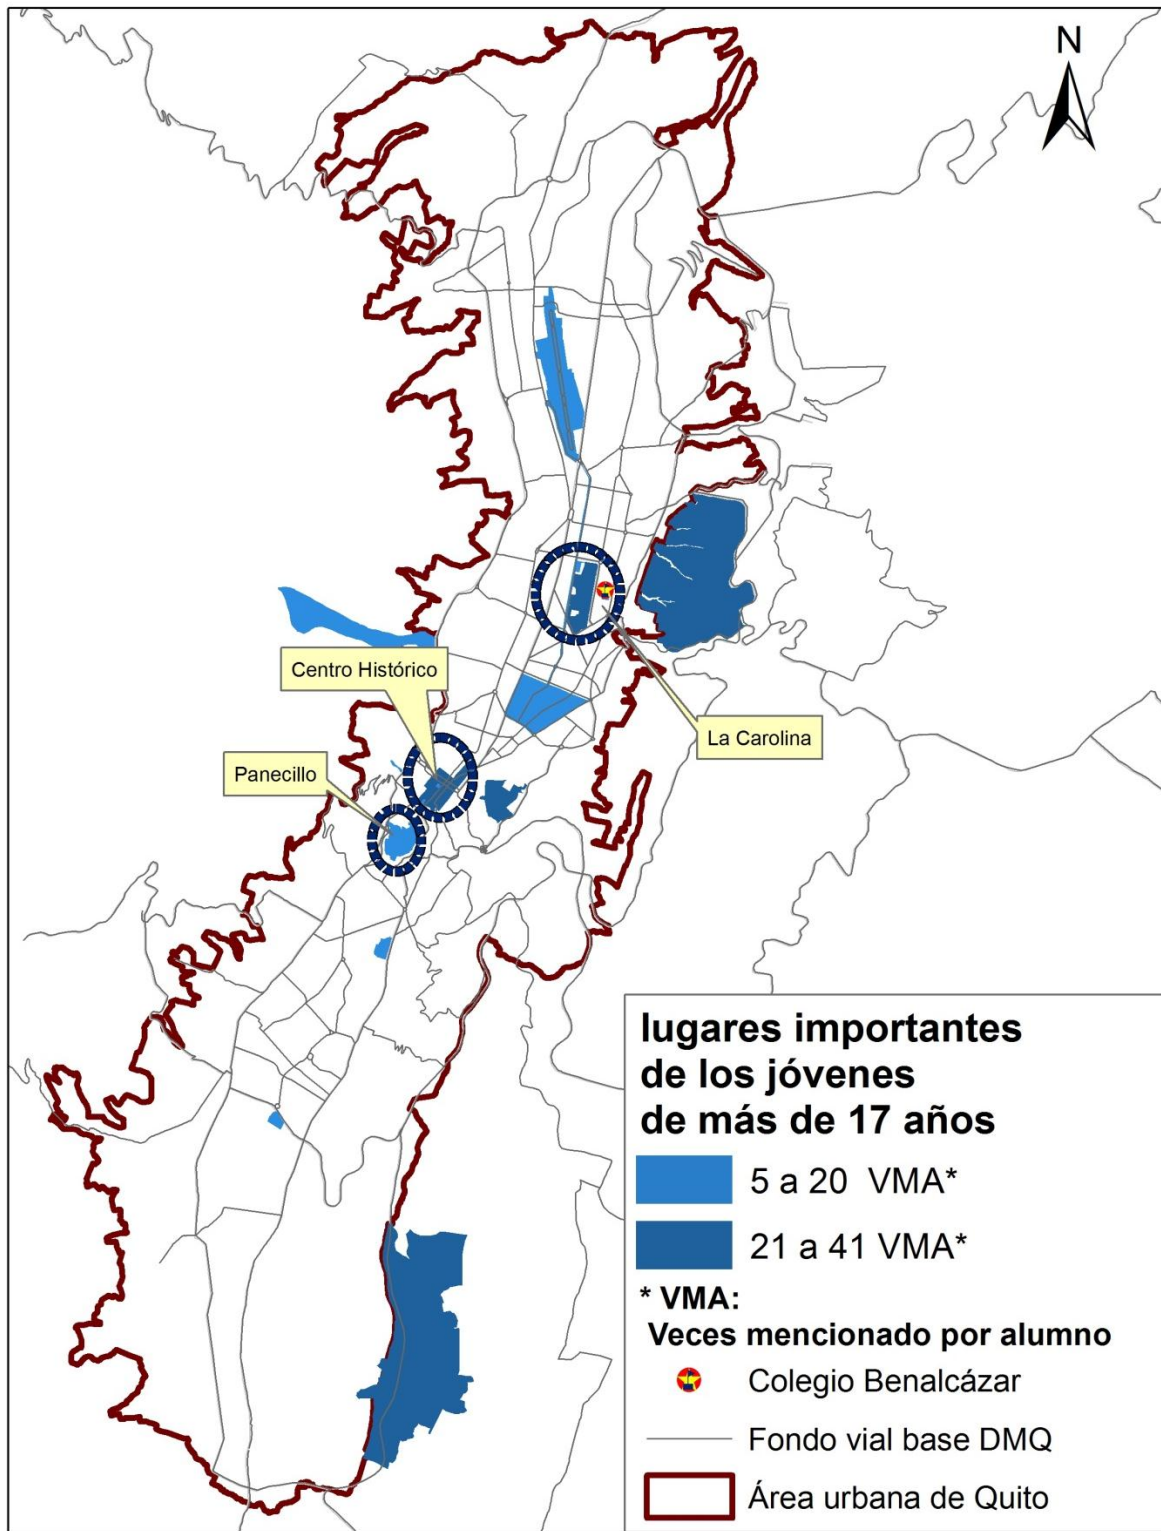 N
Centro Histórico
Panecillo
La Carolina
lugares importantes
de los jóvenes
de más de 17 años
5 a 20 VMA*
21 a 41 VMA*
* VMA:
Veces mencionado por alumno
Colegio Benalcázar
Fondo vial base DMQ
Área urbana de Quito